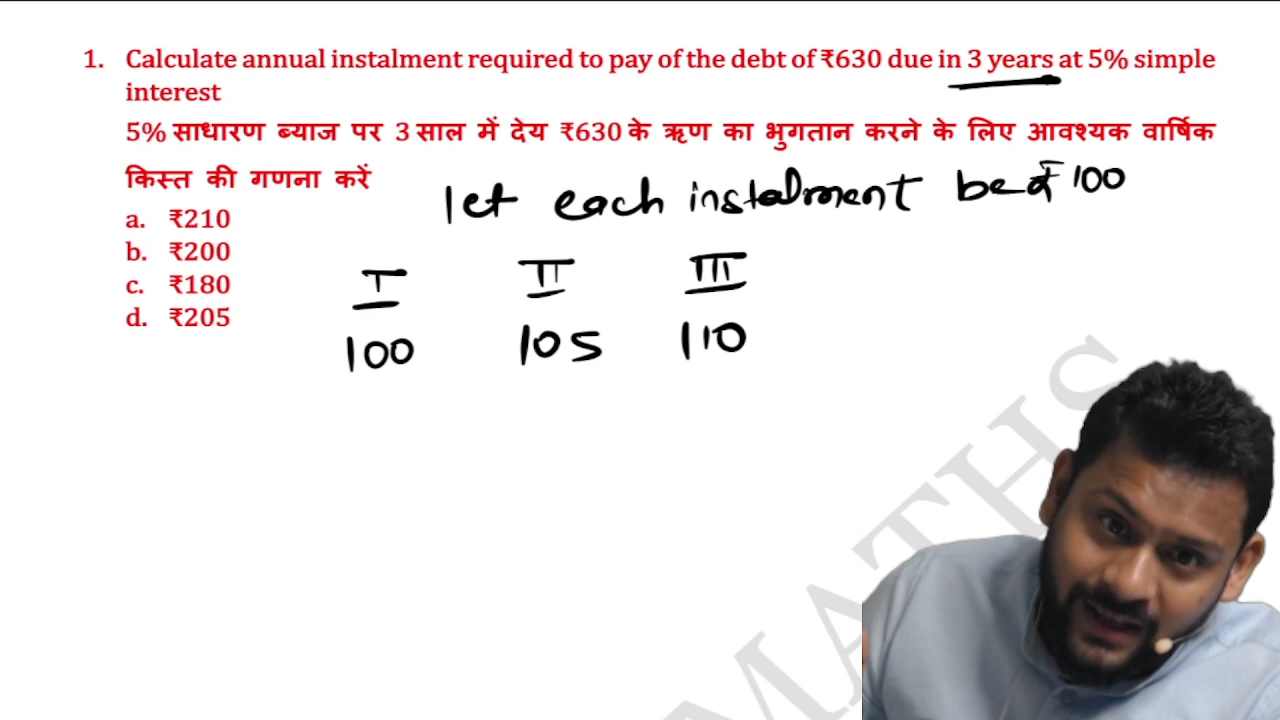 1. Calculate annual instalment required to pay of the debt of ₹630 due in 3 years at 5% simple
interest
5% साधारण ब्याज पर 3 साल में देय ₹630 के ऋण का भुगतान करने के लिए आवश्यक वार्षिक
किस्त की गणना करें
let each instalment be ₹ 100
a. ₹210
b. ₹200
c. ₹180
d. ₹205
I II III
100 105 110
MATHS